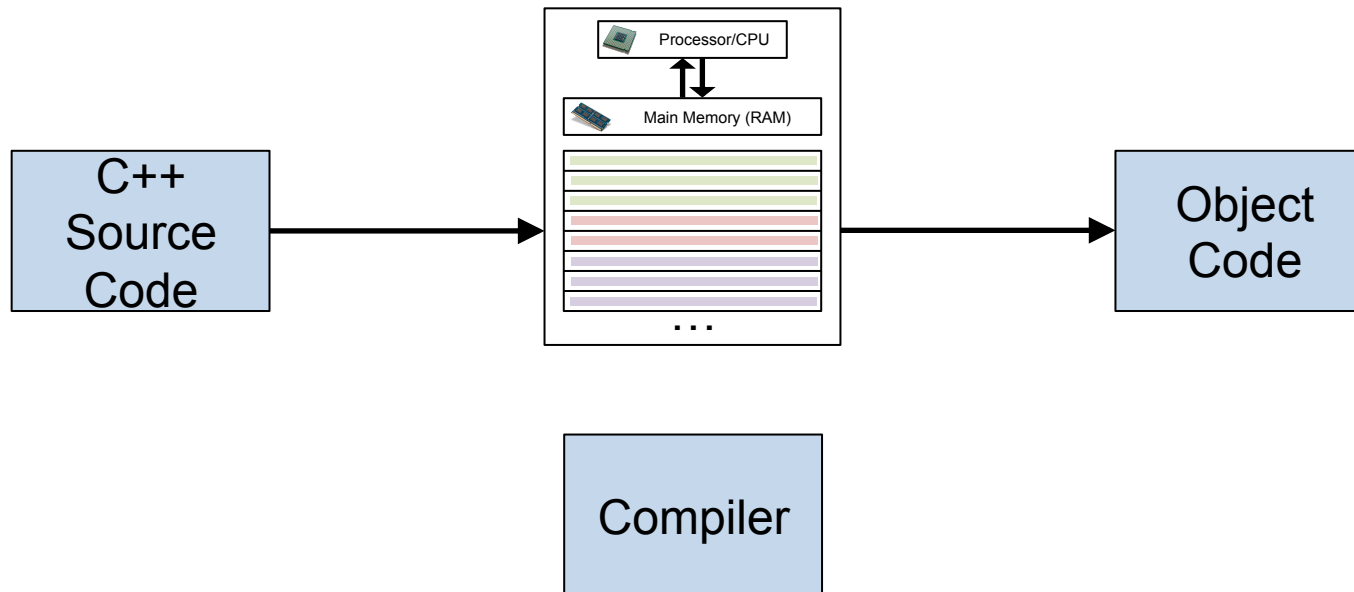 Processor/CPU
Main Memory (RAM)
C++
Source
Code
...
Object
Code
Compiler